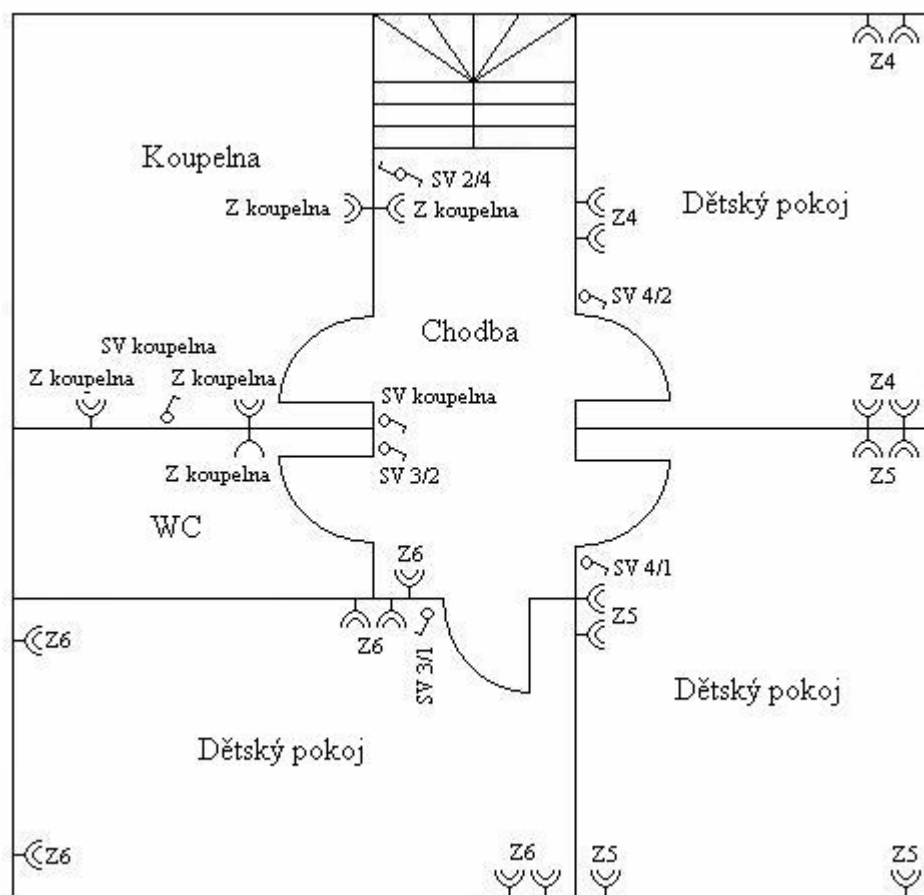 Z4
Koupelna
SV 2/4
Z koupelna
Z koupelna
Z4
Dětský pokoj
SV 4/2
Chodba
SV koupelna
Z koupelna
Z koupelna
SV koupelna
Z4
Z koupelna
SV 3/2
Z5
WC
Z6
SV 4/1
Z6
Z6
SV 3/1
Z5
Dětský pokoj
Dětský pokoj
Z6
Z6
Z5
Z5